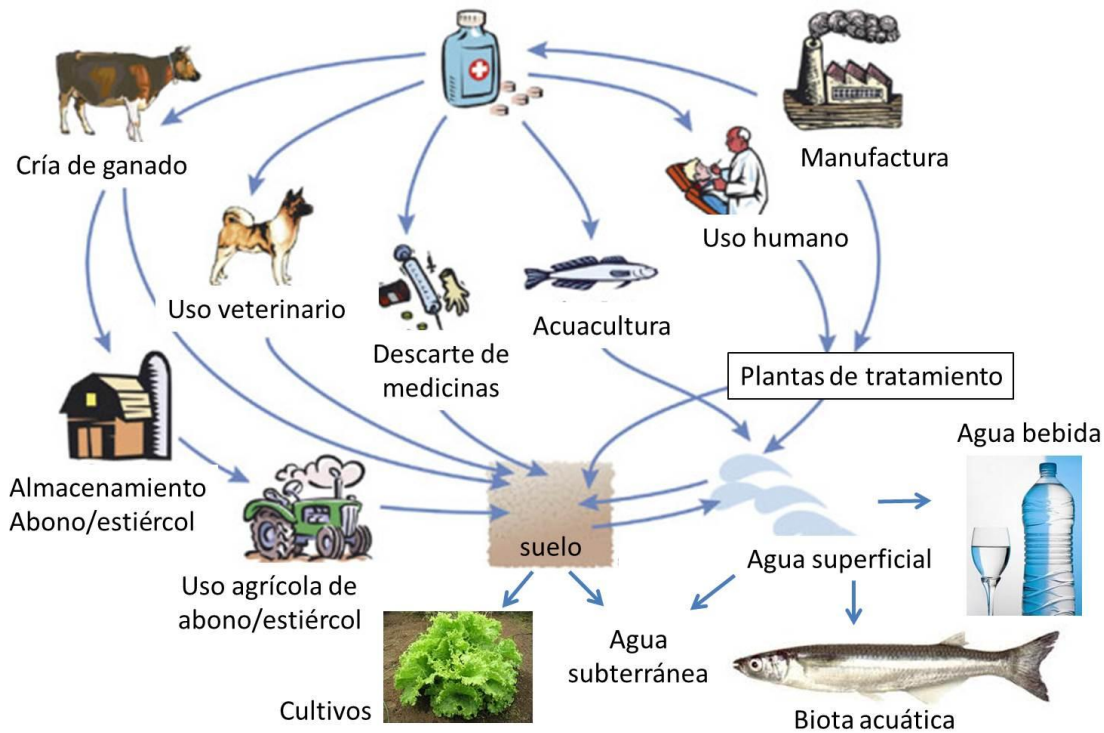 Cría de ganado
Manufactura
Uso humano
Uso veterinario
Acuacultura
Descarte de
medicinas
Plantas de tratamiento
Agua bebida
Almacenamiento
Abono/estiércol
suelo
Agua superficial
Uso agrícola de
abono/estiércol
Agua
subterránea
Cultivos
Biota acuática